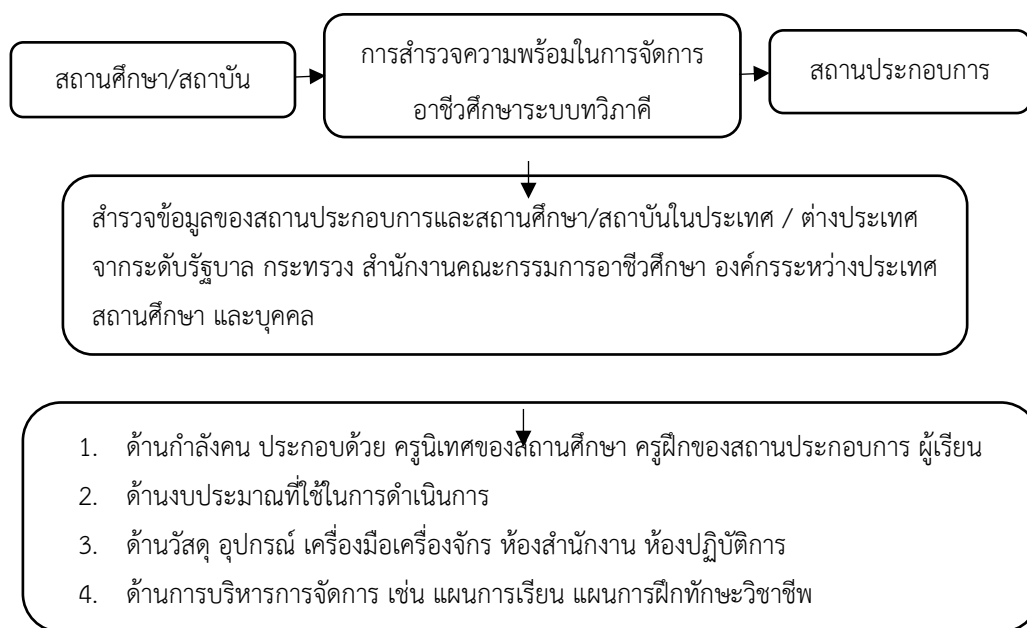 สถานศึกษา/สถาบัน
การสำรวจความพร้อมในการจัดการ
อาชีวศึกษาระบบทวิภาคี
สถานประกอบการ
สำรวจข้อมูลของสถานประกอบการและสถานศึกษา/สถาบันในประเทศ / ต่างประเทศ
จากระดับรัฐบาล กระทรวง สำนักงานคณะกรรมการอาชีวศึกษา องค์กรระหว่างประเทศ
สถานศึกษา และบุคคล
1. ด้านกำลังคน ประกอบด้วย ครูนิเทศของสถานศึกษา ครูฝึกของสถานประกอบการ ผู้เรียน
2. ด้านงบประมาณที่ใช้ในการดำเนินการ
3. ด้านวัสดุ อุปกรณ์ เครื่องมือเครื่องจักร ห้องสำนักงาน ห้องปฏิบัติการ
4. ด้านการบริหารการจัดการ เช่น แผนการเรียน แผนการฝึกทักษะวิชาชีพ